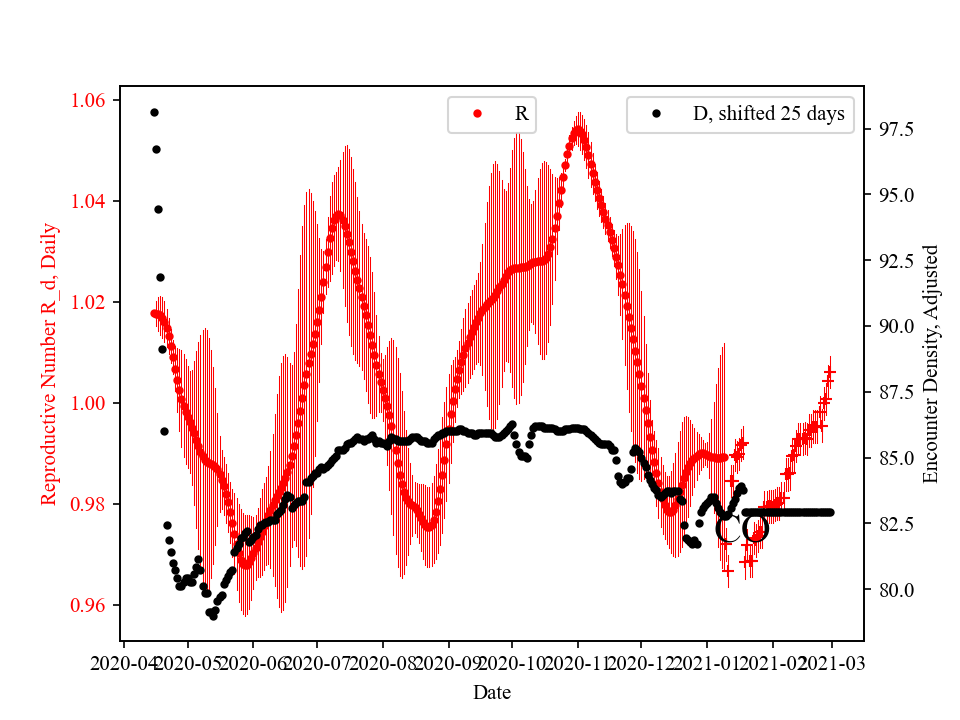 R
D, shifted 25 days
1.06
1.04
1.02
1.00
0.98
0.96
Reproductive Number R_d, Daily
97.5
95.0
92.5
90.0
87.5
85.0
82.5
80.0
Encounter Density, Adjusted
CO
2020-04 2020-05 2020-06 2020-07 2020-08 2020-09 2020-10 2020-11 2020-12 2021-01 2021-02 2021-03
Date